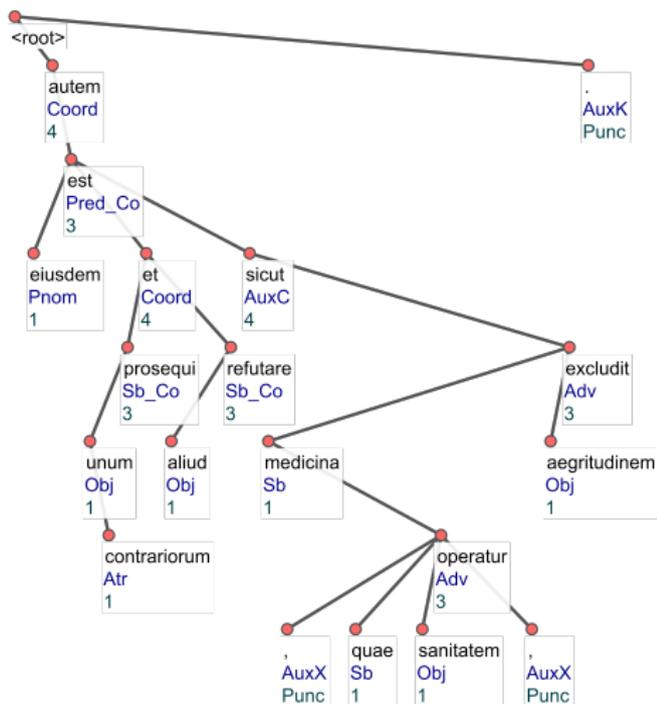 <root>
autem
Coord
4
.
AuxK
Punc
est
Pred_Co
3
eiusdem
Pnom
1
et
Coord
4
sicut
AuxC
4
prosequi
Sb_Co
3
refutare
Sb_Co
3
excludit
Adv
3
unum
Obj
1
aliud
Obj
1
medicina
Sb
1
aegritudinem
Obj
1
contrariorum
Atr
1
operatur
Adv
3
,
AuxX
Punc
quae
Sb
1
sanitatem
Obj
1
,
AuxX
Punc